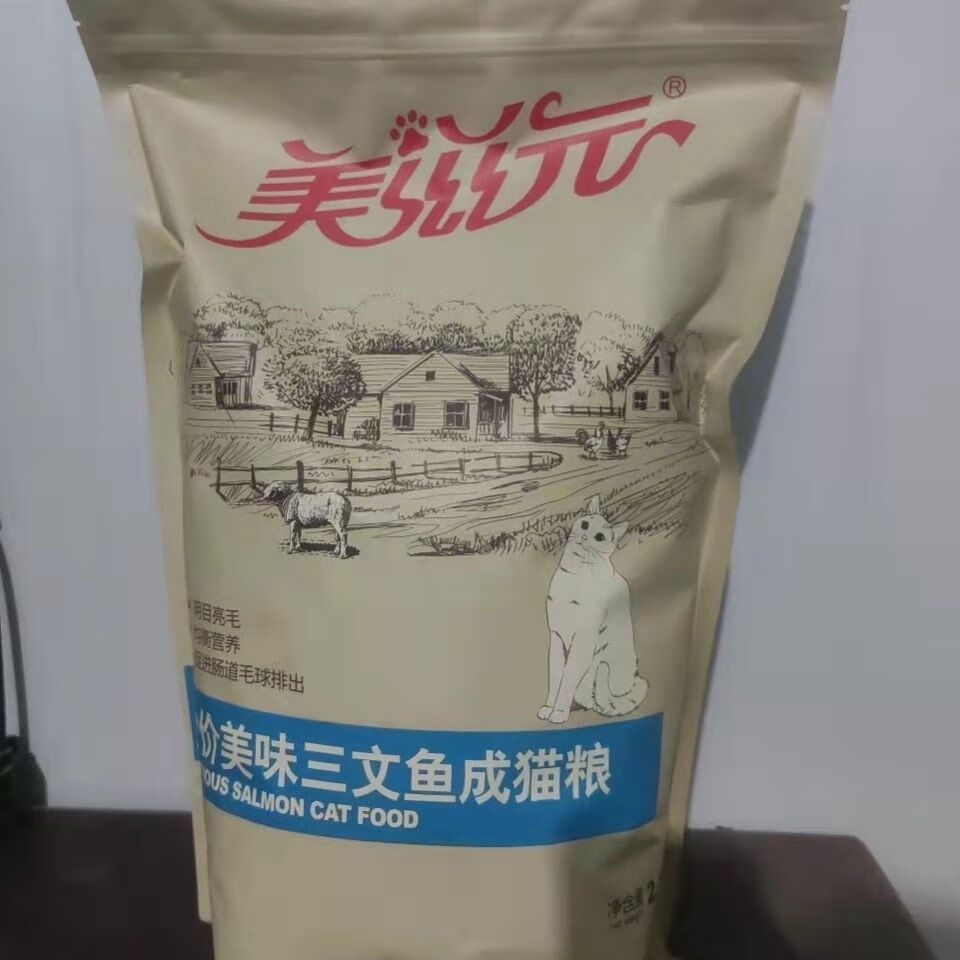 美滋元®
明目亮毛
均衡营养
促进肠道毛球排出
价美味三文鱼成猫粮
OUS SALMON CAT FOOD
净含量 2